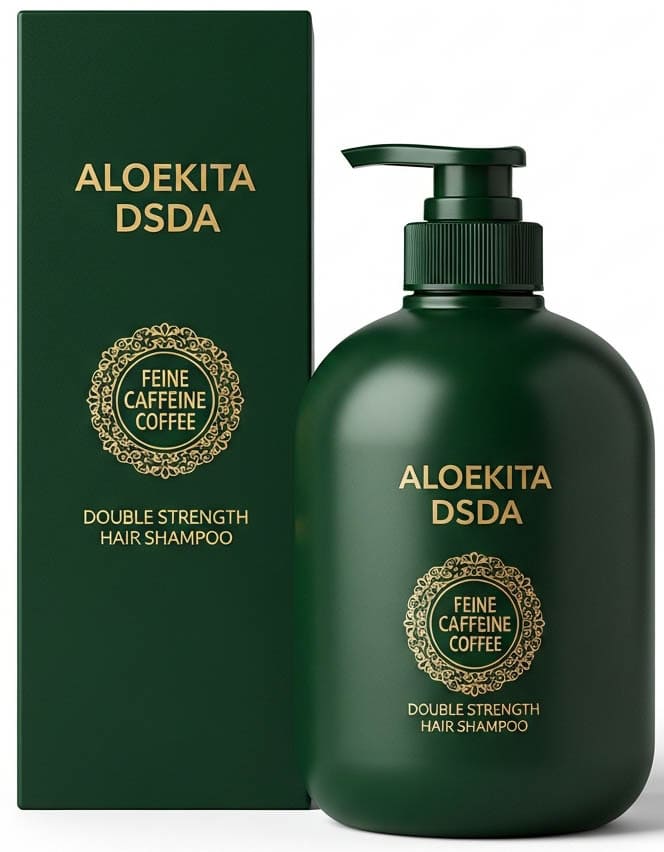 ALOEKITA
DSDA
FEINE
CAFFEINE
COFFEE
DOUBLE STRENGTH
HAIR SHAMPOO
ALOEKITA
DSDA
FEINE
CAFFEINE
COFFEE
DOUBLE STRENGTH
HAIR SHAMPOO